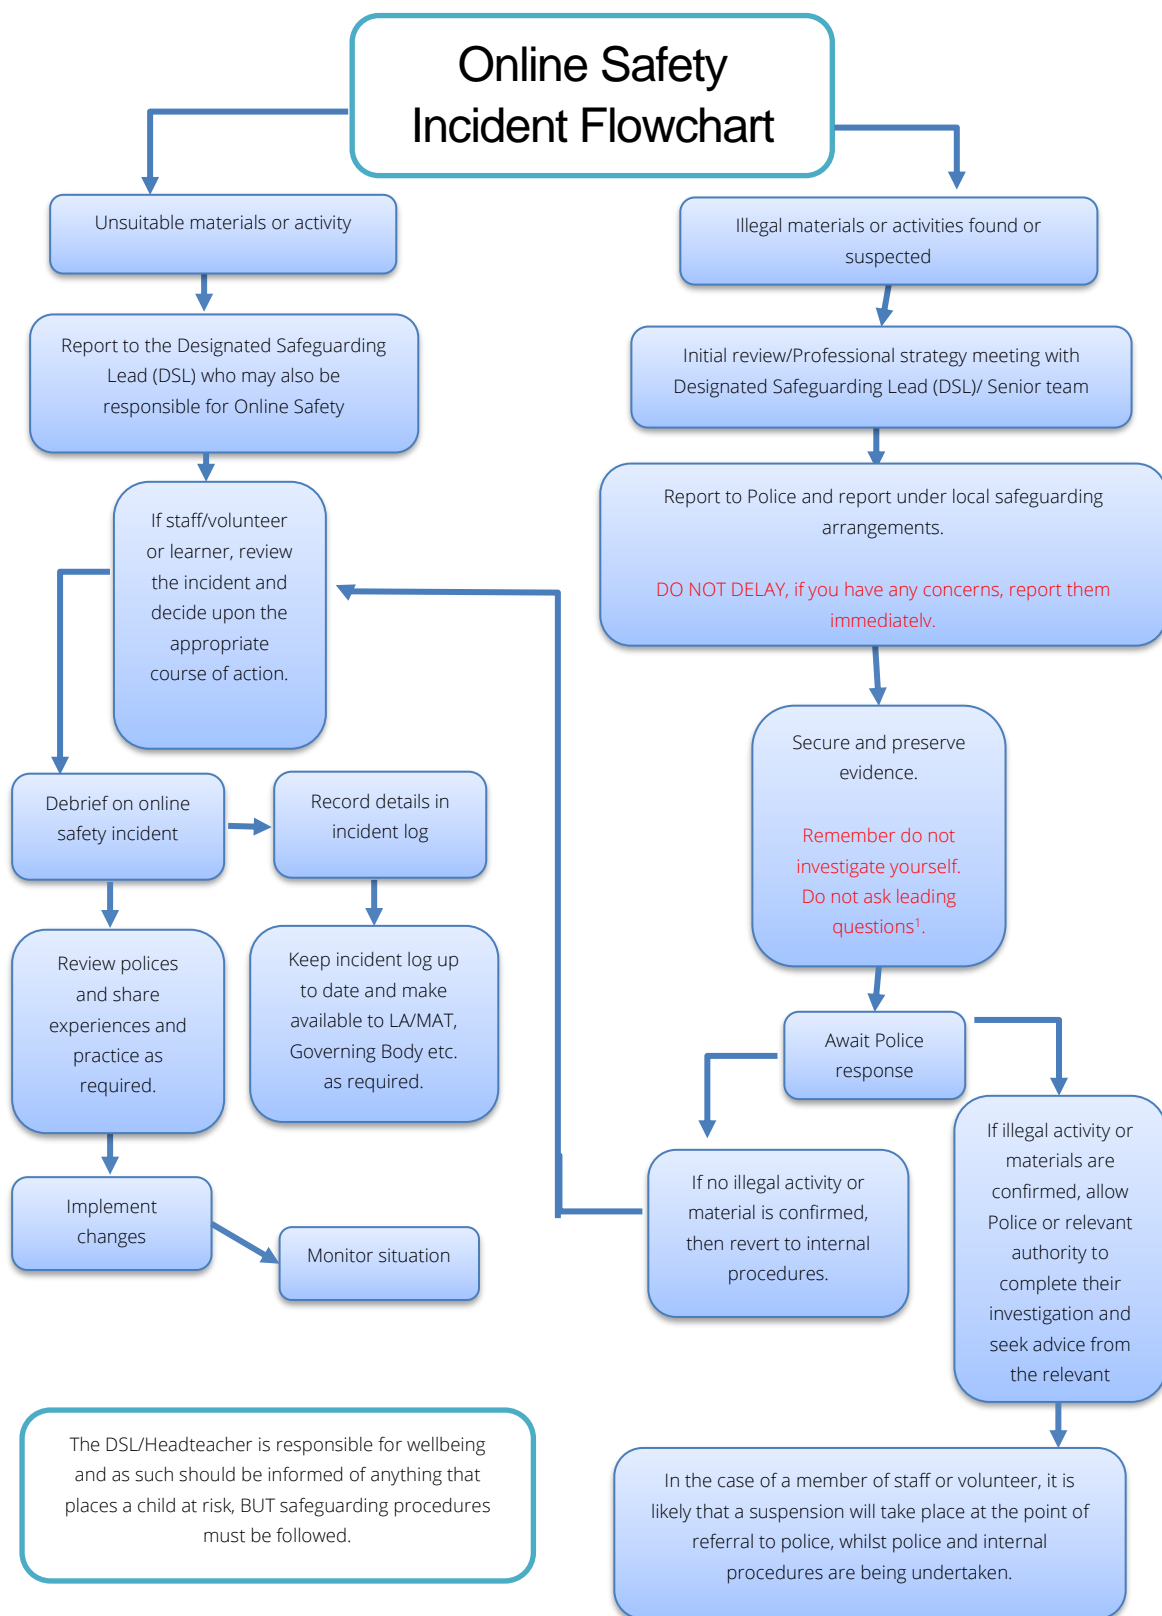 Online Safety
Incident Flowchart
Unsuitable materials or activity
Report to the Designated Safeguarding
Lead (DSL) who may also be
responsible for Online Safety
If staff/volunteer
or learner, review
the incident and
decide upon the
appropriate
course of action.
Debrief on online
safety incident
Record details in
incident log
Review polices
and share
experiences and
practice as
required.
Keep incident log up
to date and make
available to LA/MAT,
Governing Body etc.
as required.
Implement
changes
Monitor situation
Illegal materials or activities found or
suspected
Initial review/Professional strategy meeting with
Designated Safeguarding Lead (DSL)/ Senior team
Report to Police and report under local safeguarding
arrangements.
DO NOT DELAY, if you have any concerns, report them
immediately.
Secure and preserve
evidence.
Remember do not
investigate yourself.
Do not ask leading
questions¹.
Await Police
response
If no illegal activity or
material is confirmed,
then revert to internal
procedures.
If illegal activity or
materials are
confirmed, allow
Police or relevant
authority to
complete their
investigation and
seek advice from
the relevant
In the case of a member of staff or volunteer, it is
likely that a suspension will take place at the point of
referral to police, whilst police and internal
procedures are being undertaken.
The DSL/Headteacher is responsible for wellbeing
and as such should be informed of anything that
places a child at risk, BUT safeguarding procedures
must be followed.